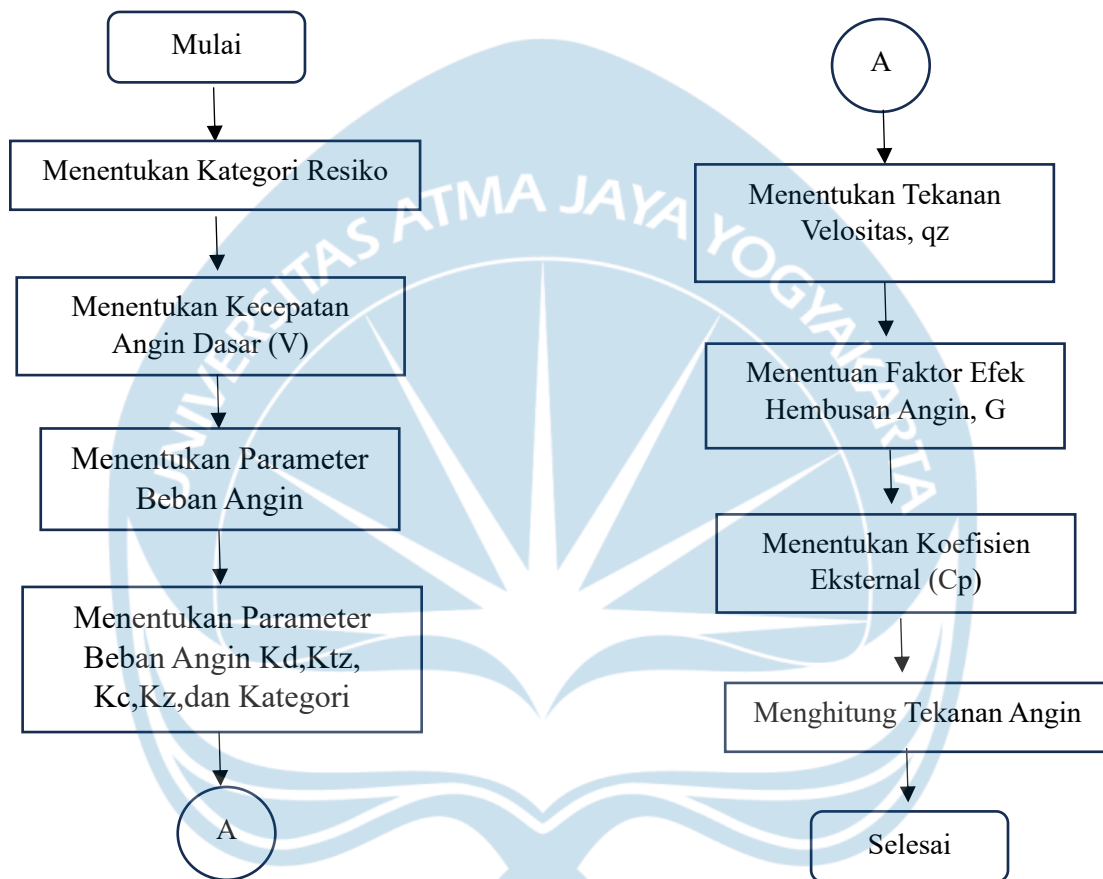 Mulai
Menentukan Kategori Resiko
Menentukan Kecepatan
Angin Dasar (V)
Menentukan Parameter
Beban Angin
Menentukan Parameter
Beban Angin Kd,Ktz,
Kc,Kz,dan Kategori
A
A
Menentukan Tekanan
Velositas, qz
Menentuan Faktor Efek
Hembusan Angin, G
Menentukan Koefisien
Eksternal (Cp)
Menghitung Tekanan Angin
Selesai
UNIVERSITAS ATMA JAYA YOGYAKARTA